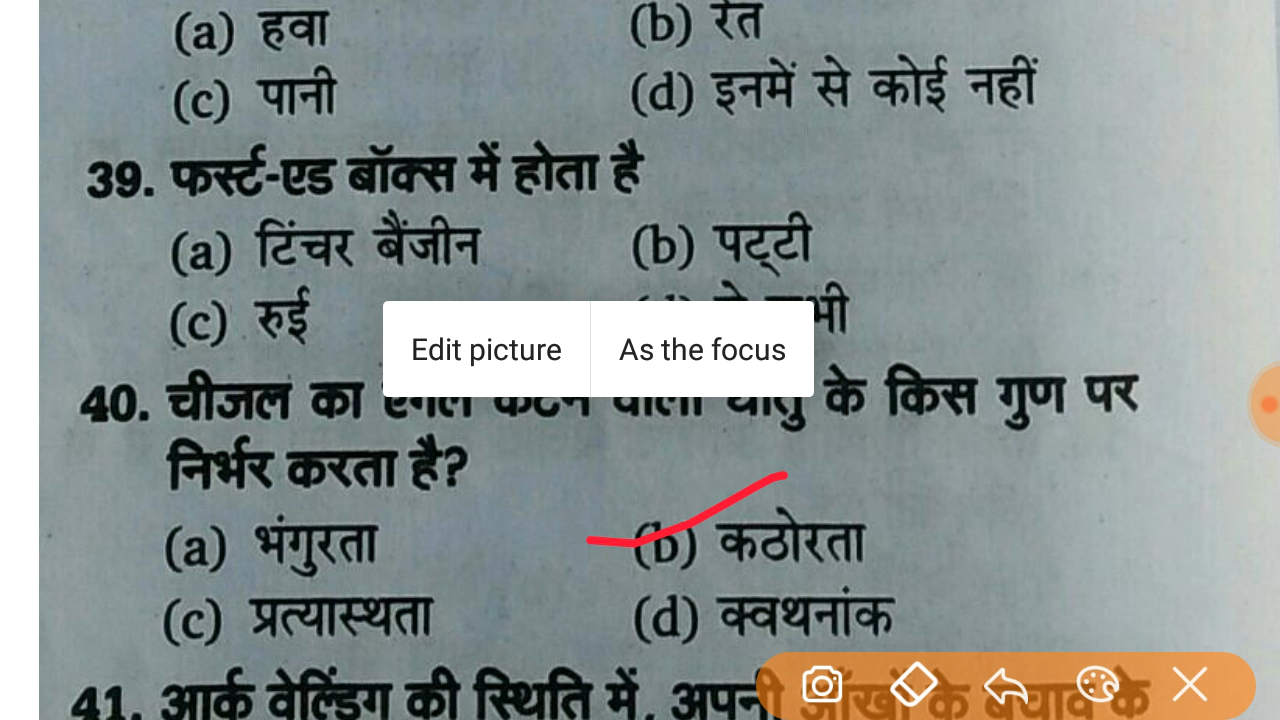 (a) हवा (b) रेत
(c) पानी (d) इनमें से कोई नहीं
39. फर्स्ट-एड बॉक्स में होता है
(a) टिंचर बैंजीन (b) पट्टी
(c) रुई
Edit picture As the focus
40. चीजल का के किस गुण पर
निर्भर करता है?
(a) भंगुरता (b) कठोरता
(c) प्रत्यास्थता (d) क्वथनांक
41. आर्क वेल्डिंग की स्थिति में, अपनी आँखों के बचाव के